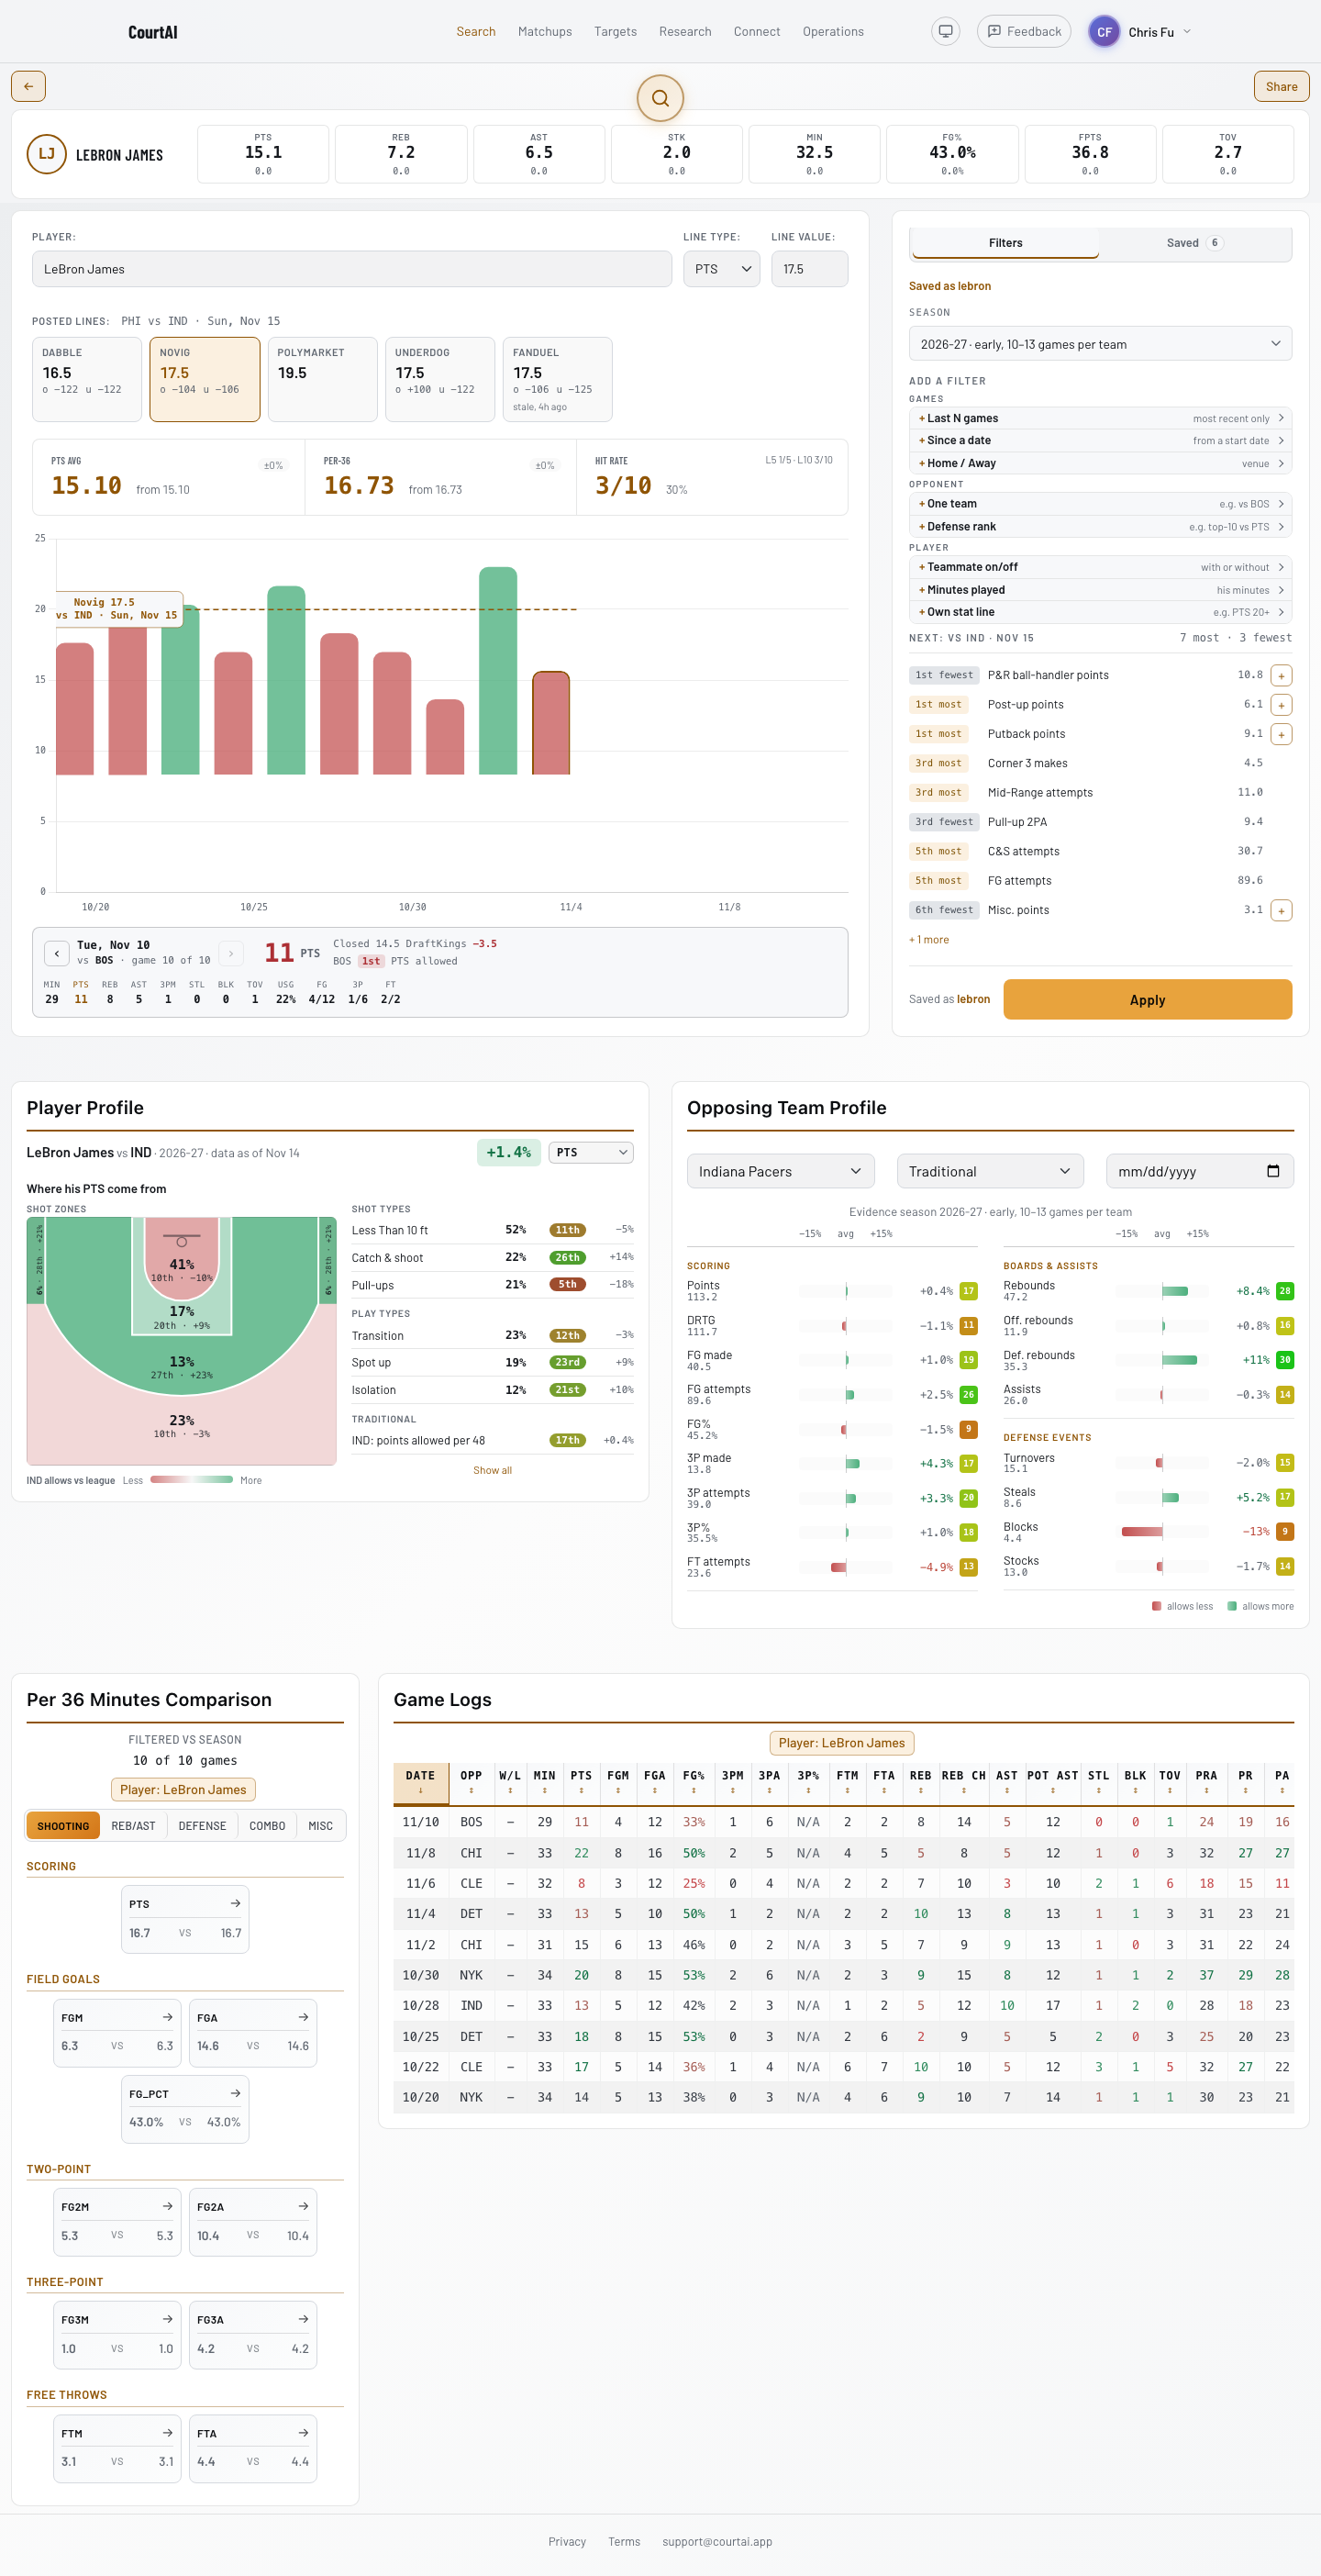 CourtAI
Search Matchups Targets Research Connect Operations
Feedback
CF Chris Fu
←
Share
LJ LEBRON JAMES
PTS REB AST STK MIN FG% FPTS TOV
15.1 7.2 6.5 2.0 32.5 43.0% 36.8 2.7
0.0 0.0 0.0 0.0 0.0 0.0% 0.0 0.0
PLAYER: LINE TYPE: LINE VALUE:
LeBron James PTS 17.5
POSTED LINES: PHI vs IND · Sun, Nov 15
DABBLE NOVIG POLYMARKET UNDERDOG FANDUEL
16.5 17.5 19.5 17.5 17.5
o −122 u −122 o −104 u −106 o +100 u −122 o −106 u −125
stale, 4h ago
PTS AVG ±0% PER-36 ±0% HIT RATE L5 1/5 · L10 3/10
15.10 from 15.10 16.73 from 16.73 3/10 30%
25
20
15
10
5
0
Novig 17.5
vs IND · Sun, Nov 15
10/20 10/25 10/30 11/4 11/8
‹ Tue, Nov 10
vs BOS · game 10 of 10 ›
11 PTS
Closed 14.5 DraftKings −3.5
BOS 1st PTS allowed
MIN PTS REB AST 3PM STL BLK TOV USG FG 3P FT
29 11 8 5 1 0 0 1 22% 4/12 1/6 2/2
Filters Saved 6
Saved as lebron
SEASON
2026-27 · early, 10–13 games per team
ADD A FILTER
GAMES
+ Last N games most recent only
+ Since a date from a start date
+ Home / Away venue
OPPONENT
+ One team e.g. vs BOS
+ Defense rank e.g. top-10 vs PTS
PLAYER
+ Teammate on/off with or without
+ Minutes played his minutes
+ Own stat line e.g. PTS 20+
NEXT: VS IND · NOV 15 7 most · 3 fewest
1st fewest P&R ball-handler points 10.8 +
1st most Post-up points 6.1 +
1st most Putback points 9.1 +
3rd most Corner 3 makes 4.5
3rd most Mid-Range attempts 11.0
3rd fewest Pull-up 2PA 9.4
5th most C&S attempts 30.7
5th most FG attempts 89.6
6th fewest Misc. points 3.1 +
+ 1 more
Saved as lebron Apply
Player Profile
LeBron James vs IND · 2026-27 · data as of Nov 14 +1.4% PTS
Where his PTS come from
SHOT ZONES
6% · 28th · +21%
6% · 28th · +21%
41%
10th · −10%
17%
20th · +9%
13%
27th · +23%
23%
10th · −3%
IND allows vs league Less More
SHOT TYPES
Less Than 10 ft 52% 11th −5%
Catch & shoot 22% 26th +14%
Pull-ups 21% 5th −18%
PLAY TYPES
Transition 23% 12th −3%
Spot up 19% 23rd +9%
Isolation 12% 21st +10%
TRADITIONAL
IND: points allowed per 48 17th +0.4%
Show all
Opposing Team Profile
Indiana Pacers Traditional mm/dd/yyyy
Evidence season 2026-27 · early, 10–13 games per team
−15% avg +15% −15% avg +15%
SCORING
Points +0.4% 17
113.2
DRTG −1.1% 11
111.7
FG made +1.0% 19
40.5
FG attempts +2.5% 26
89.6
FG% −1.5% 9
45.2%
3P made +4.3% 17
13.8
3P attempts +3.3% 20
39.0
3P% +1.0% 18
35.5%
FT attempts −4.9% 13
23.6
BOARDS & ASSISTS
Rebounds +8.4% 28
47.2
Off. rebounds +0.8% 16
11.9
Def. rebounds +11% 30
35.3
Assists −0.3% 14
26.0
DEFENSE EVENTS
Turnovers −2.0% 15
15.1
Steals +5.2% 17
8.6
Blocks −13% 9
4.4
Stocks −1.7% 14
13.0
allows less allows more
Per 36 Minutes Comparison
FILTERED VS SEASON
10 of 10 games
Player: LeBron James
SHOOTING REB/AST DEFENSE COMBO MISC
SCORING
PTS →
16.7 VS 16.7
FIELD GOALS
FGM → FGA →
6.3 VS 6.3 14.6 VS 14.6
FG_PCT →
43.0% VS 43.0%
TWO-POINT
FG2M → FG2A →
5.3 VS 5.3 10.4 VS 10.4
THREE-POINT
FG3M → FG3A →
1.0 VS 1.0 4.2 VS 4.2
FREE THROWS
FTM → FTA →
3.1 VS 3.1 4.4 VS 4.4
Game Logs
Player: LeBron James
DATE OPP W/L MIN PTS FGM FGA FG% 3PM 3PA 3P% FTM FTA REB REB CH AST POT AST STL BLK TOV PRA PR PA
↓ ↕ ↕ ↕ ↕ ↕ ↕ ↕ ↕ ↕ ↕ ↕ ↕ ↕ ↕ ↕ ↕ ↕ ↕ ↕ ↕ ↕ ↕
11/10 BOS – 29 11 4 12 33% 1 6 N/A 2 2 8 14 5 12 0 0 1 24 19 16
11/8 CHI – 33 22 8 16 50% 2 5 N/A 4 5 5 8 5 12 1 0 3 32 27 27
11/6 CLE – 32 8 3 12 25% 0 4 N/A 2 2 7 10 3 10 2 1 6 18 15 11
11/4 DET – 33 13 5 10 50% 1 2 N/A 2 2 10 13 8 13 1 1 3 31 23 21
11/2 CHI – 31 15 6 13 46% 0 2 N/A 3 5 7 9 9 13 1 0 3 31 22 24
10/30 NYK – 34 20 8 15 53% 2 6 N/A 2 3 9 15 8 12 1 1 2 37 29 28
10/28 IND – 33 13 5 12 42% 2 3 N/A 1 2 5 12 10 17 1 2 0 28 18 23
10/25 DET – 33 18 8 15 53% 0 3 N/A 2 6 2 9 5 5 2 0 3 25 20 23
10/22 CLE – 33 17 5 14 36% 1 4 N/A 6 7 10 10 5 12 3 1 5 32 27 22
10/20 NYK – 34 14 5 13 38% 0 3 N/A 4 6 9 10 7 14 1 1 1 30 23 21
Privacy Terms support@courtai.app